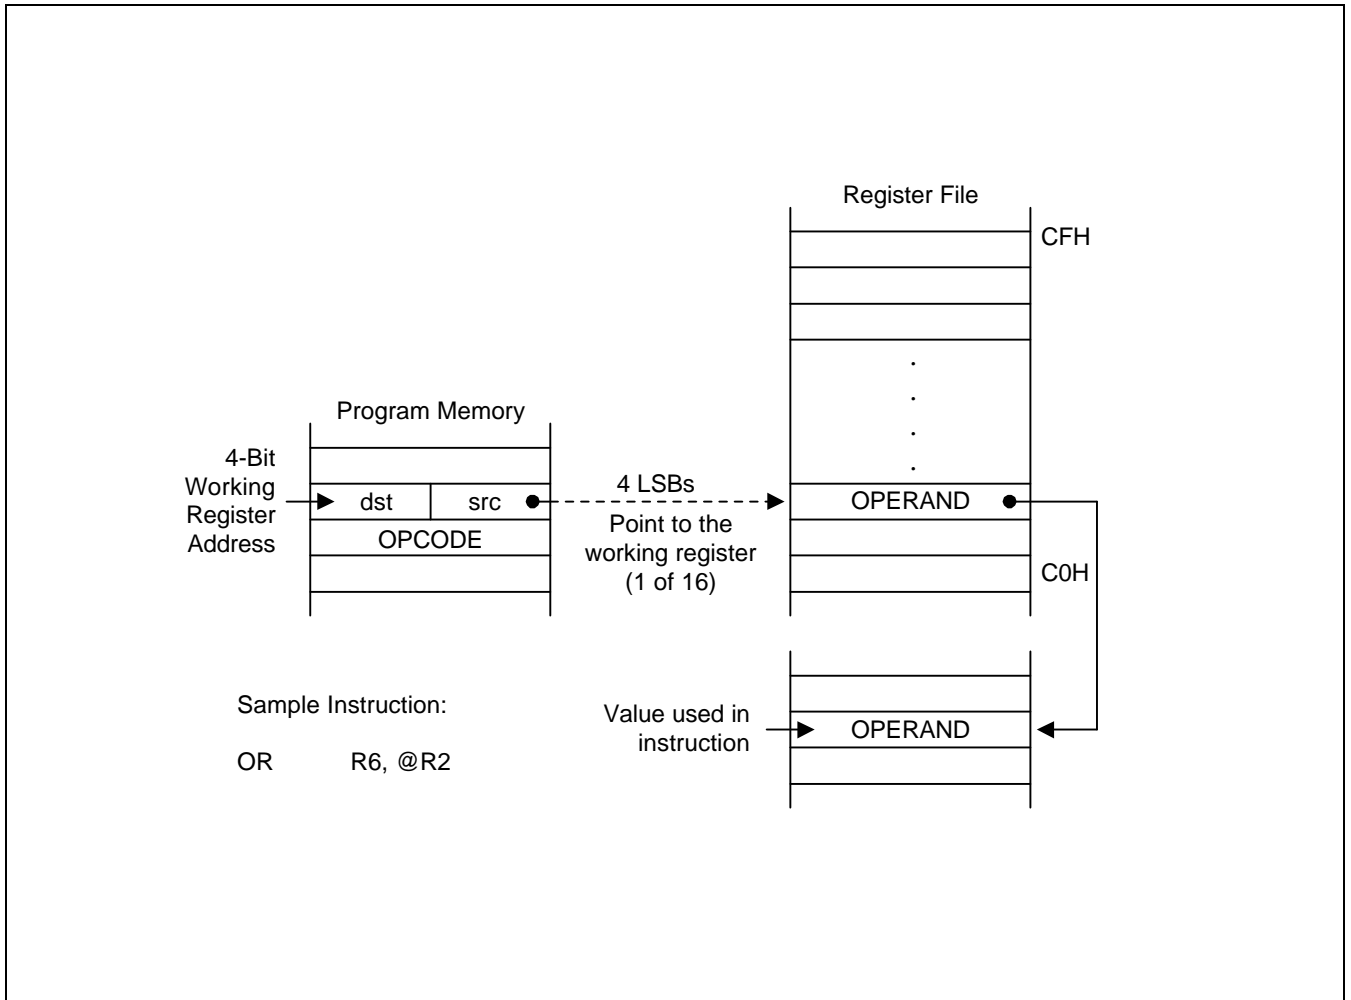 Register File
CFH
.
.
.
.
Program Memory
4-Bit
Working
Register
Address
dst
src
OPCODE
4 LSBs
Point to the
working register
(1 of 16)
OPERAND
C0H
Sample Instruction:
OR R6, @R2
Value used in
instruction
OPERAND